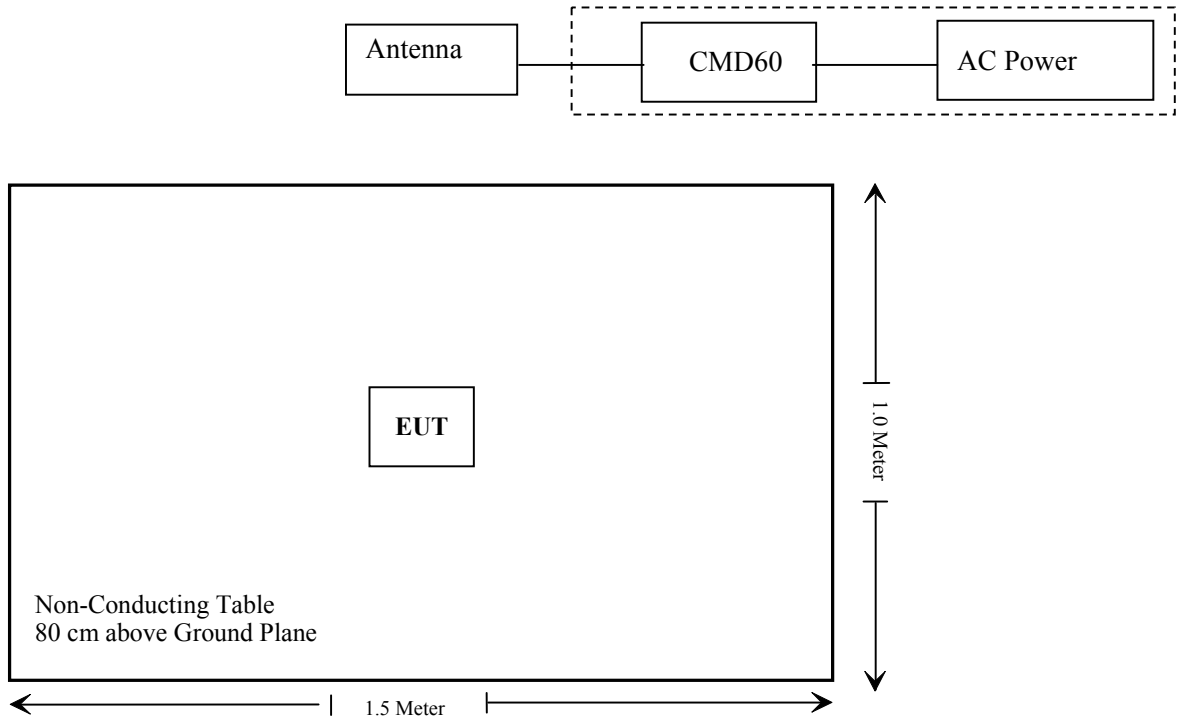 Antenna
CMD60
AC Power
EUT
1.0 Meter
Non-Conducting Table
80 cm above Ground Plane
1.5 Meter